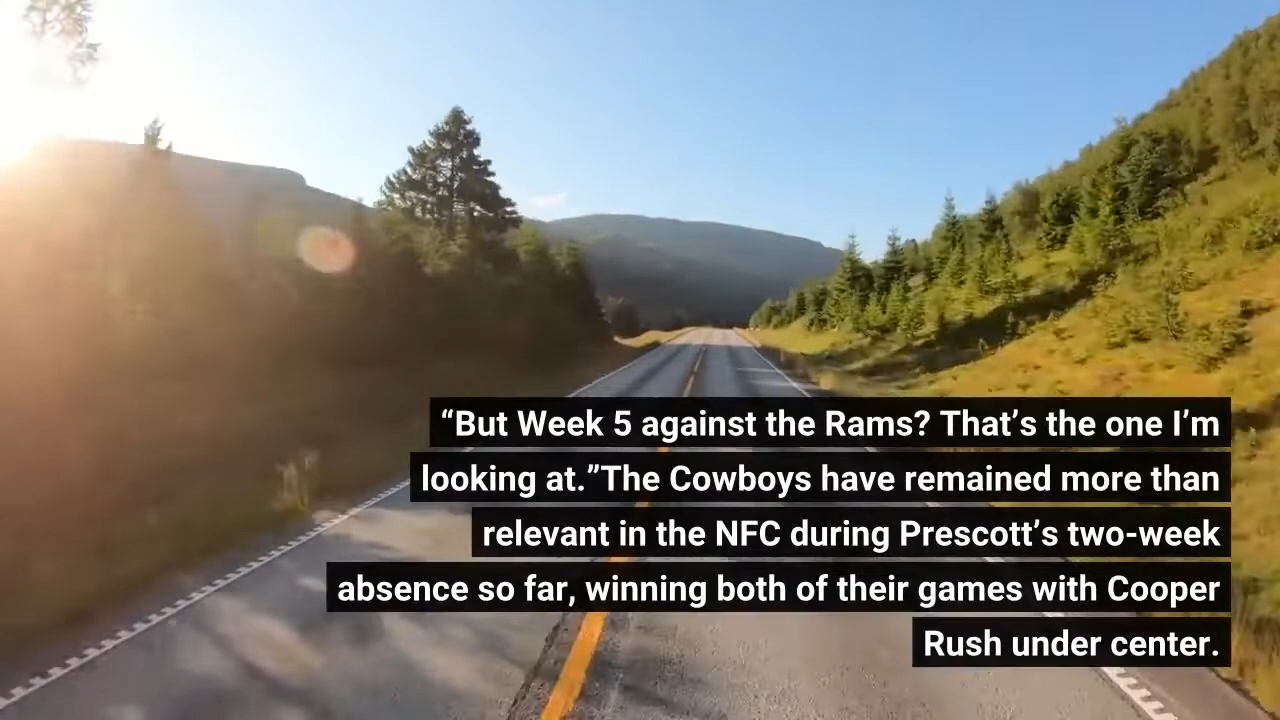 “But Week 5 against the Rams? That’s the one I’m
looking at.”The Cowboys have remained more than
relevant in the NFC during Prescott’s two-week
absence so far, winning both of their games with Cooper
Rush under center.